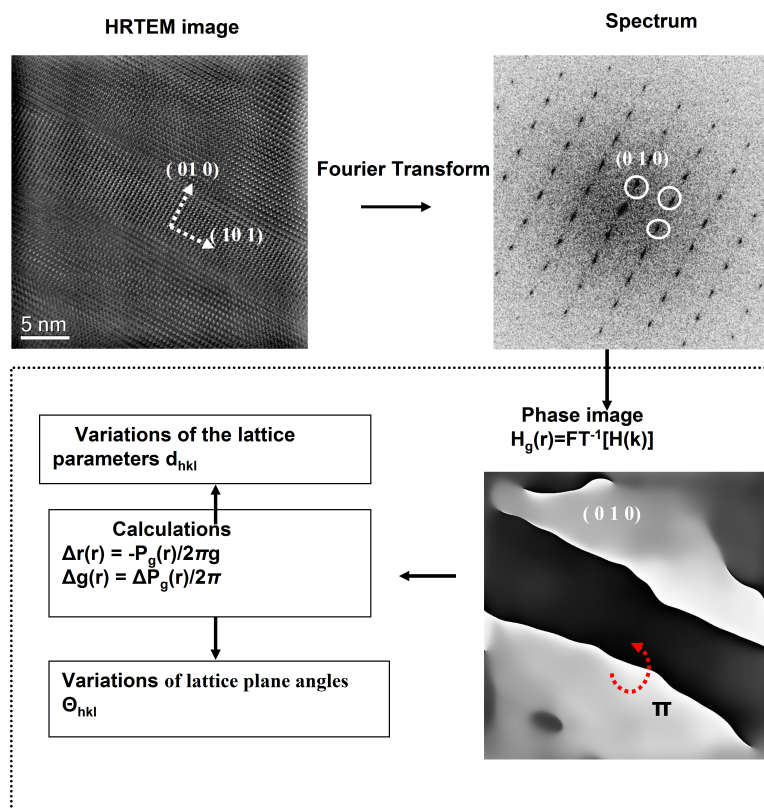 HRTEM image
Spectrum
( 01 0)
( 10 1)
5 nm
Fourier Transform
(0 1 0)
Phase image
Hg(r)=FT-1[H(k)]
( 0 1 0)
π
Variations of the lattice
parameters dhkl
Calculations
Δr(r) = -Pg(r)/2πg
Δg(r) = ΔPg(r)/2π
Variations of lattice plane angles
Θhkl